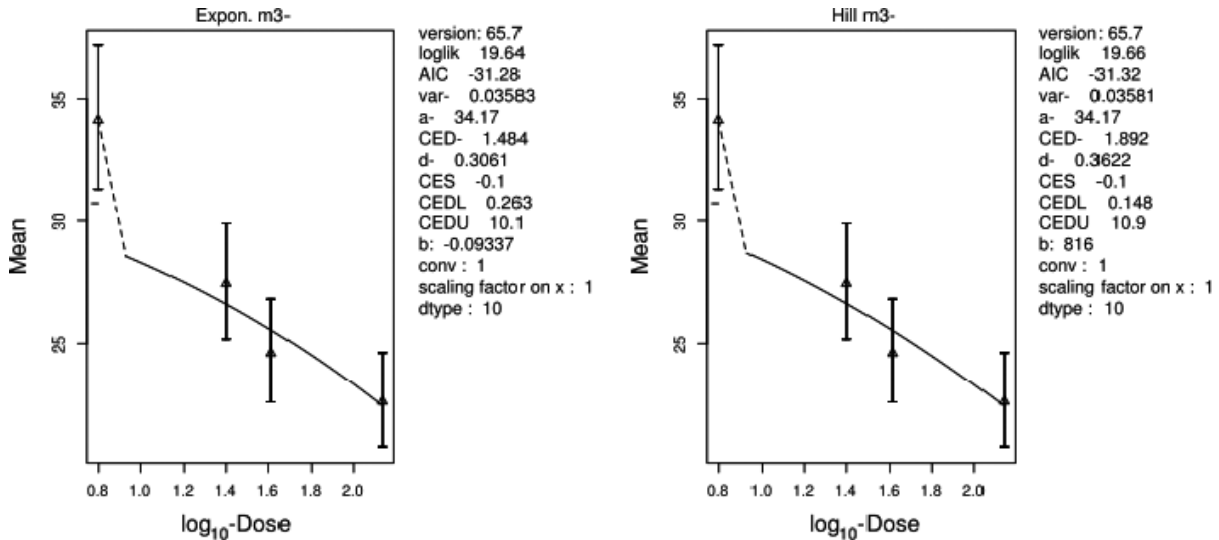 Expon. m3-
version: 65.7
loglik 19.64
AIC -31.28
var- 0.03583
a- 34.17
CED- 1.484
d- 0.3061
CES -0.1
CEDL 0.263
CEDU 10.1
b: -0.09337
conv : 1
scaling factor on x : 1
dtype : 10
Mean
35
30
25
0.8 1.0 1.2 1.4 1.6 1.8 2.0
log10-Dose
Hill m3-
version: 65.7
loglik 19.66
AIC -31.32
var- 0.03581
a- 34.17
CED- 1.892
d- 0.3622
CES -0.1
CEDL 0.148
CEDU 10.9
b: 816
conv : 1
scaling factor on x : 1
dtype : 10
Mean
35
30
25
0.8 1.0 1.2 1.4 1.6 1.8 2.0
log10-Dose